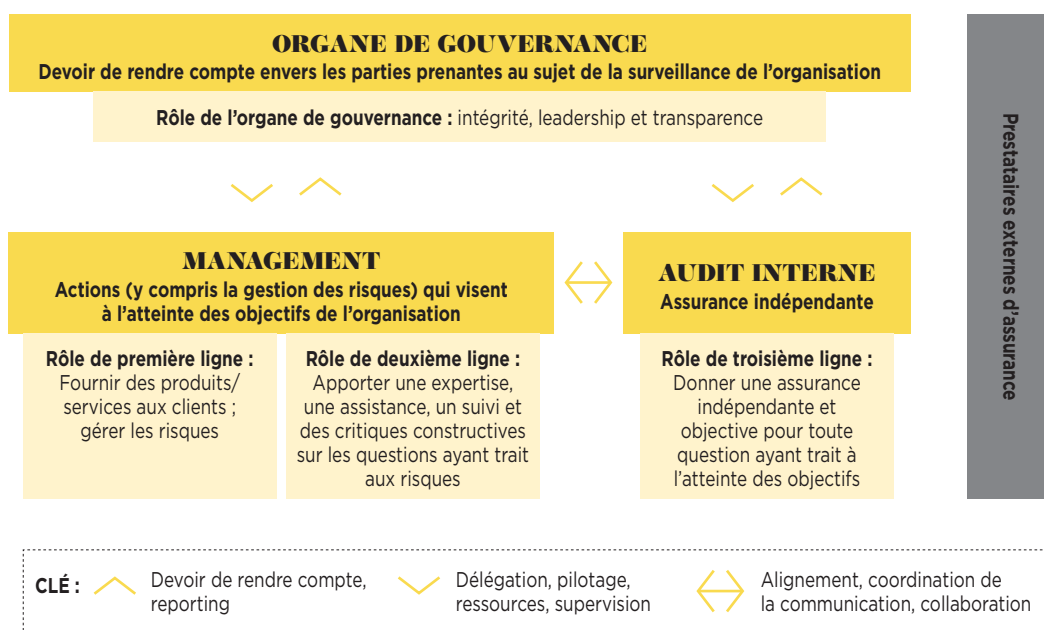 ORGANE DE GOUVERNANCE
Devoir de rendre compte envers les parties prenantes au sujet de la surveillance de l'organisation
Rôle de l'organe de gouvernance : intégrité, leadership et transparence
MANAGEMENT
Actions (y compris la gestion des risques) qui visent
à l'atteinte des objectifs de l'organisation
Rôle de première ligne :
Fournir des produits/
services aux clients ;
gérer les risques
Rôle de deuxième ligne :
Apporter une expertise,
une assistance, un suivi et
des critiques constructives
sur les questions ayant trait
aux risques
AUDIT INTERNE
Assurance indépendante
Rôle de troisième ligne :
Donner une assurance
indépendante et
objective pour toute
question ayant trait à
l'atteinte des objectifs
Prestataires externes d'assurance
CLÉ :
Devoir de rendre compte,
reporting
Délégation, pilotage,
ressources, supervision
Alignement, coordination de
la communication, collaboration